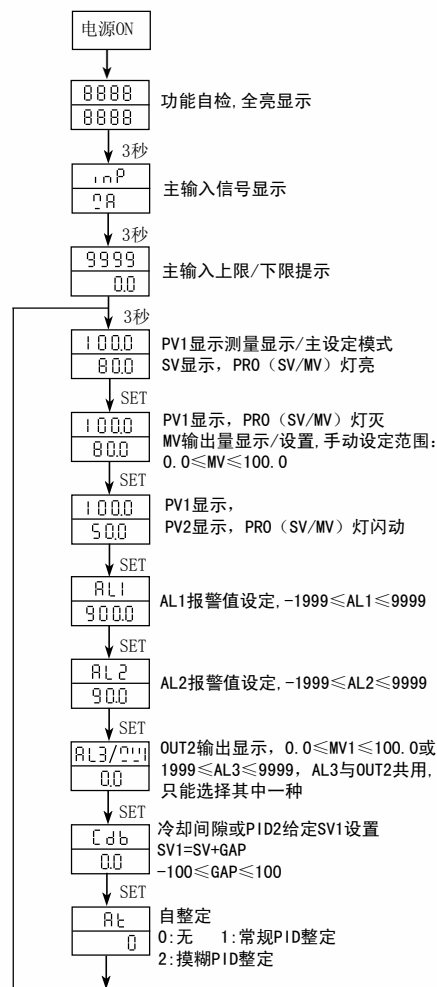 电源ON
8888
8888
功能自检,全亮显示
3秒
inP
主输入信号显示
3秒
9999
0.0
主输入上限/下限提示
3秒
100.0
80.0
PV1显示测量显示/主设定模式
SV显示，PRO（SV/MV）灯亮
SET
100.0
80.0
PV1显示，PRO（SV/MV）灯灭
MV输出量显示/设置,手动设定范围：
0.0≤MV≤100.0
SET
100.0
50.0
PV1显示，
PV2显示，PRO（SV/MV）灯闪动
SET
AL1
900.0
AL1报警值设定,-1999≤AL1≤9999
SET
AL2
90.0
AL2报警值设定,-1999≤AL2≤9999
SET
AL3/
0.0
OUT2输出显示，0.0≤MV1≤100.0或
1999≤AL3≤9999，AL3与OUT2共用,
只能选择其中一种
SET
Cdb
0.0
冷却间隙或PID2给定SV1设置
SV1=SV+GAP
-100≤GAP≤100
SET
At
0
自整定
0:无 1:常规PID整定
2:摸糊PID整定